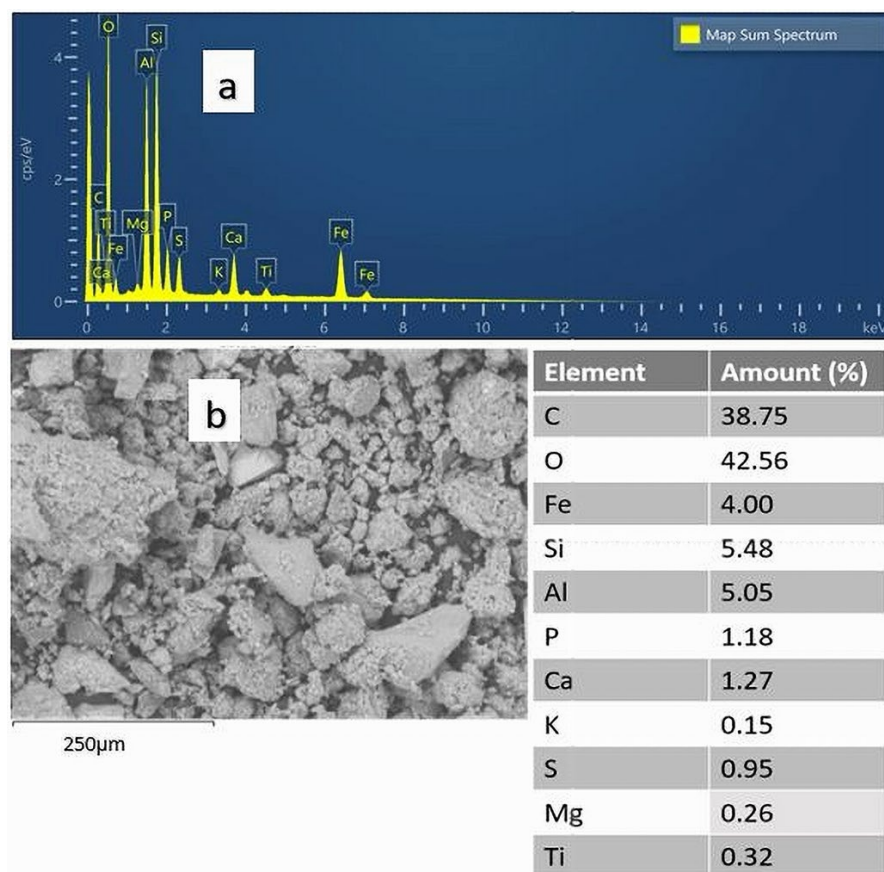 Map Sum Spectrum
a
cps/eV
4
2
0
O
Si
Al
C
Ti
Mg
P
Fe
S
Ca
K
Ca
Ti
Fe
Fe
0 2 4 6 8 10 12 14 16 18 keV
b
250µm
Element Amount (%)
C 38.75
O 42.56
Fe 4.00
Si 5.48
Al 5.05
P 1.18
Ca 1.27
K 0.15
S 0.95
Mg 0.26
Ti 0.32